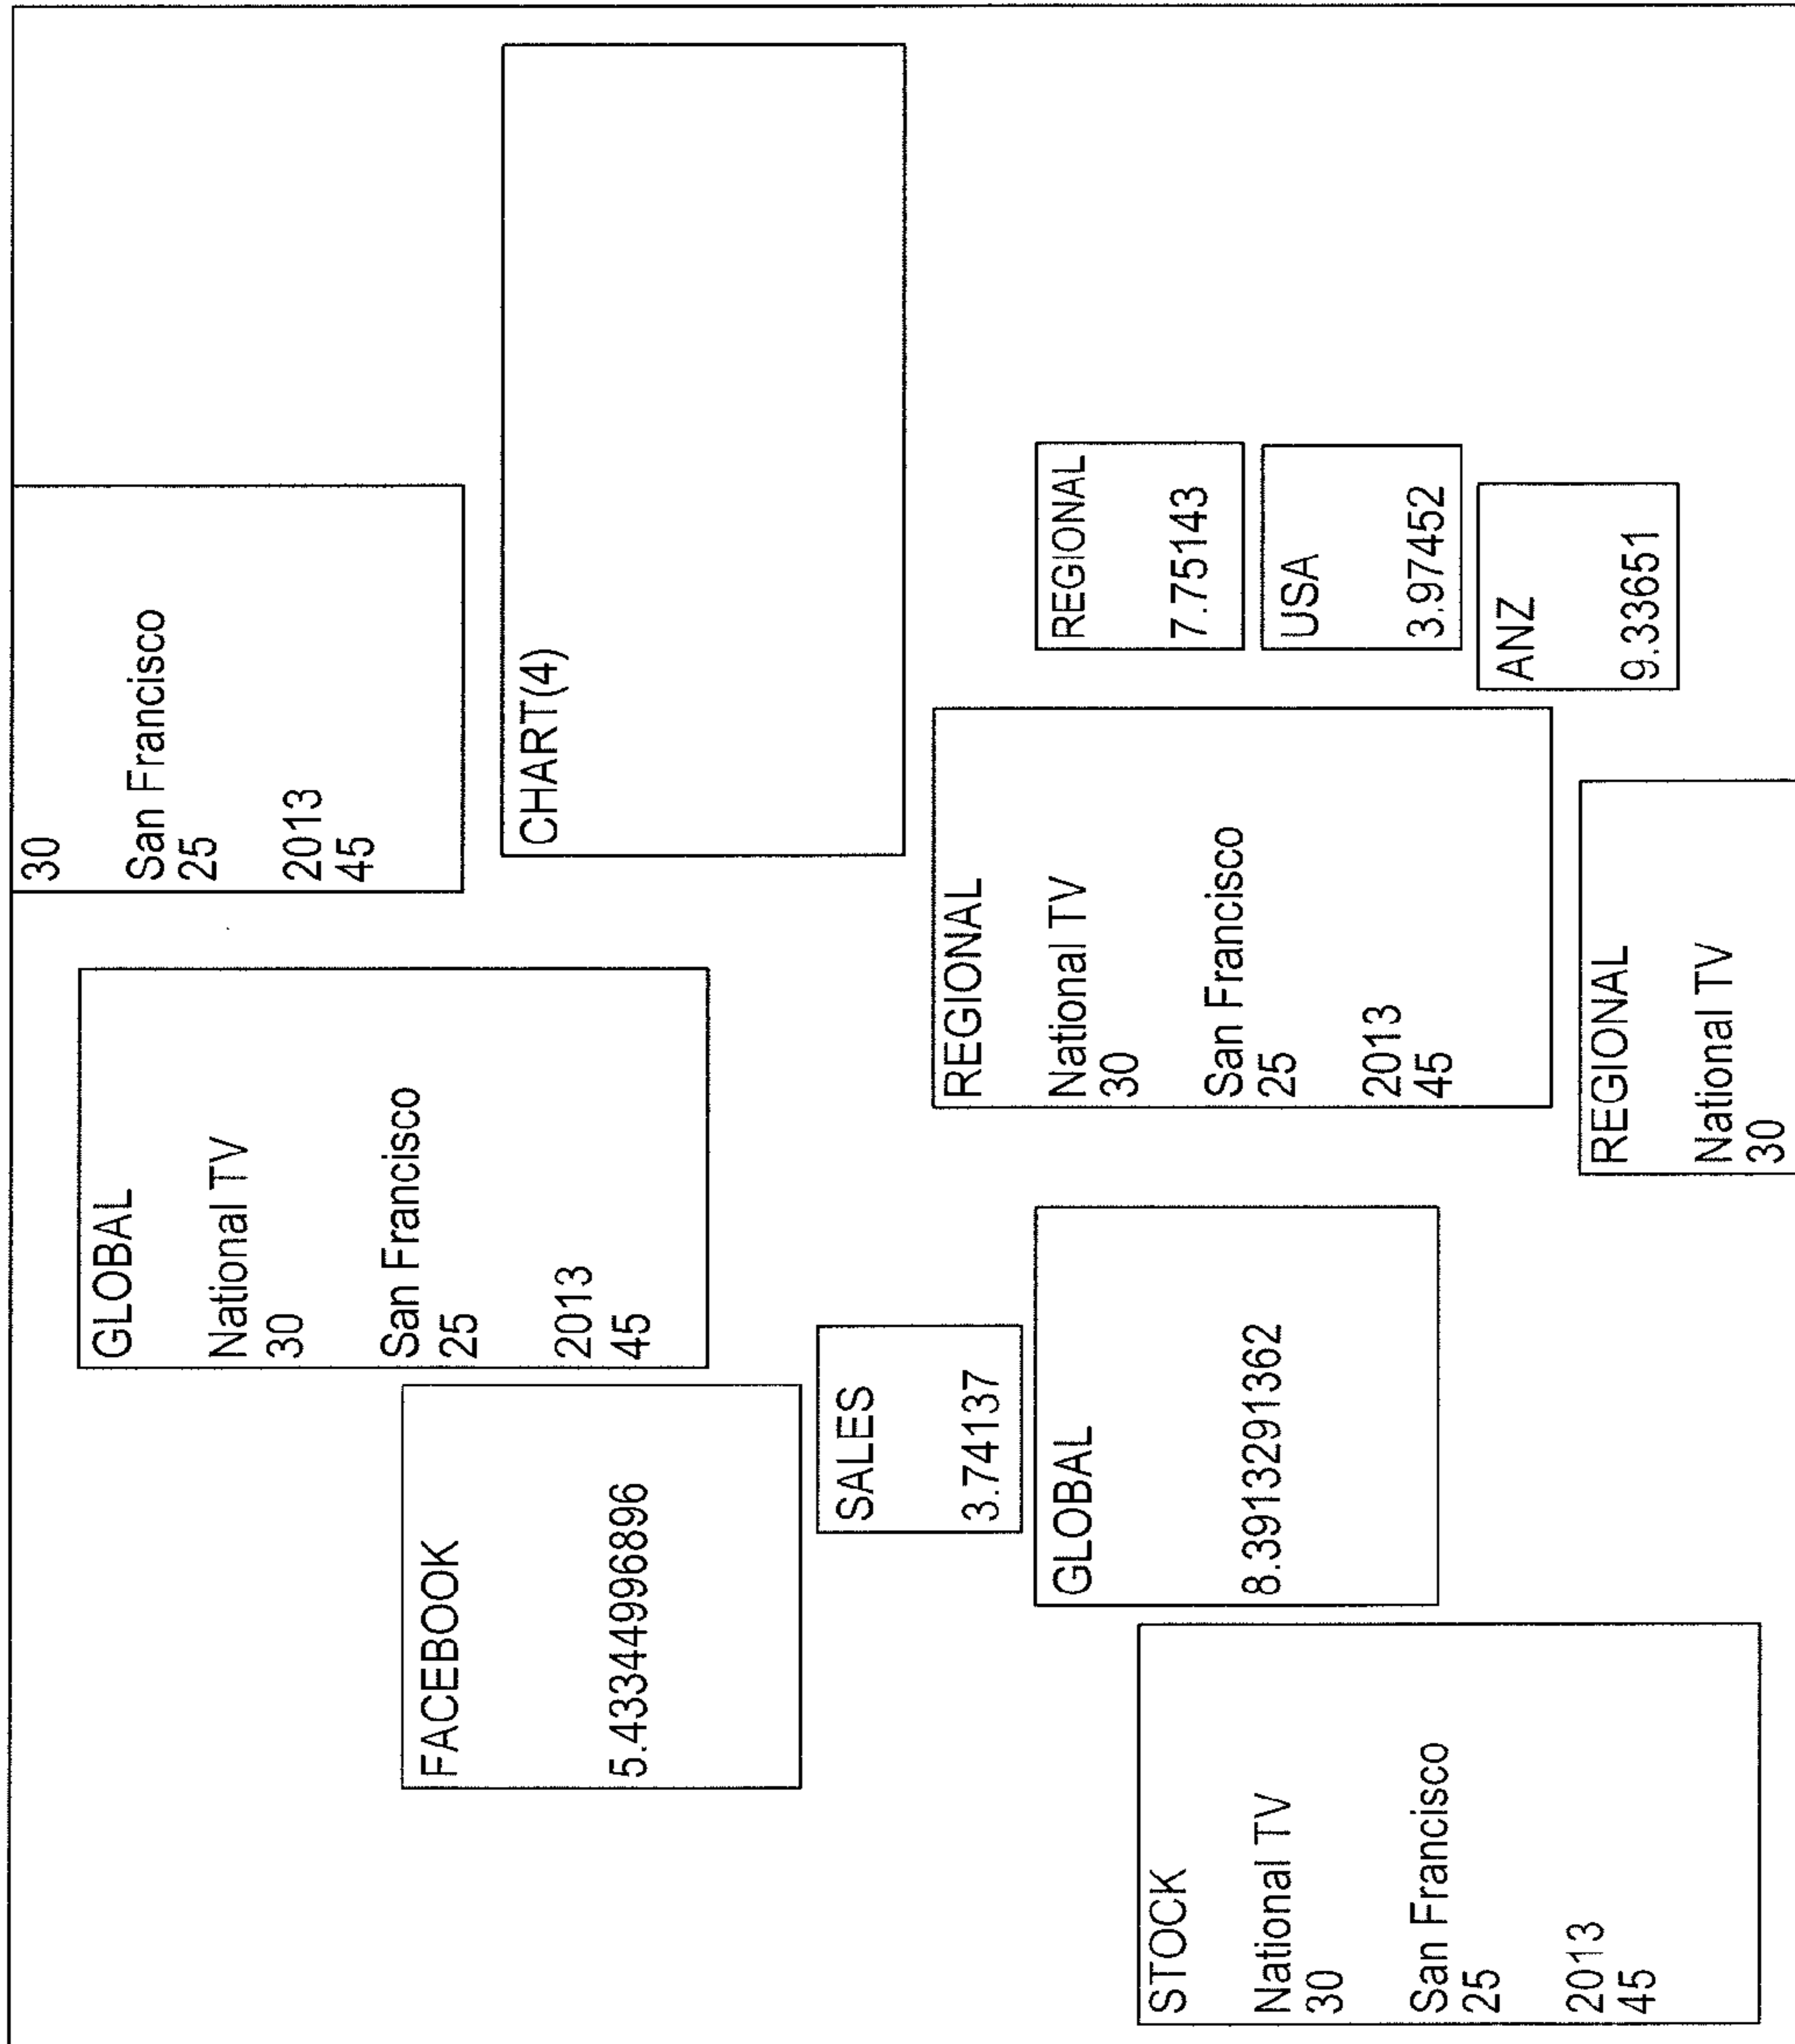 STOCK
National TV
30
San Francisco
25
2013
45
FACEBOOK
5.43344996896
SALES
3.74137
GLOBAL
8.3913291362
GLOBAL
National TV
30
San Francisco
25
2013
45
REGIONAL
National TV
30
San Francisco
25
2013
45
REGIONAL
National TV
30
30
San Francisco
25
2013
45
CHART(4)
REGIONAL
7.75143
USA
3.97452
ANZ
9.33651